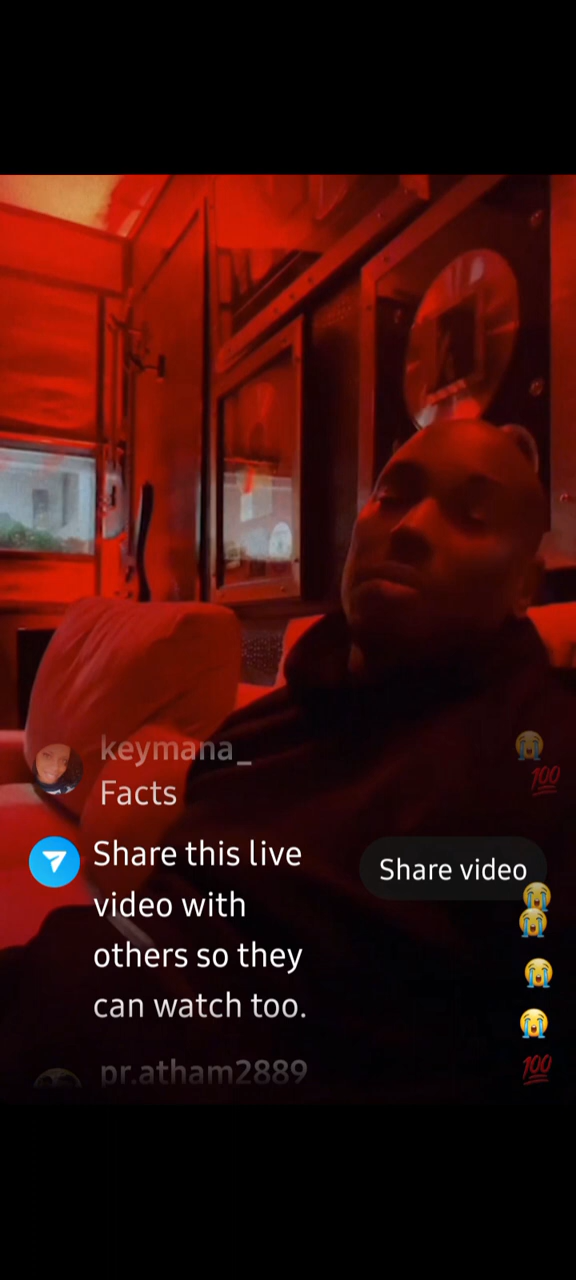 keymana_
Facts
Share this live
video with
others so they
can watch too.
Share video
💯
pr.atham2889
💯